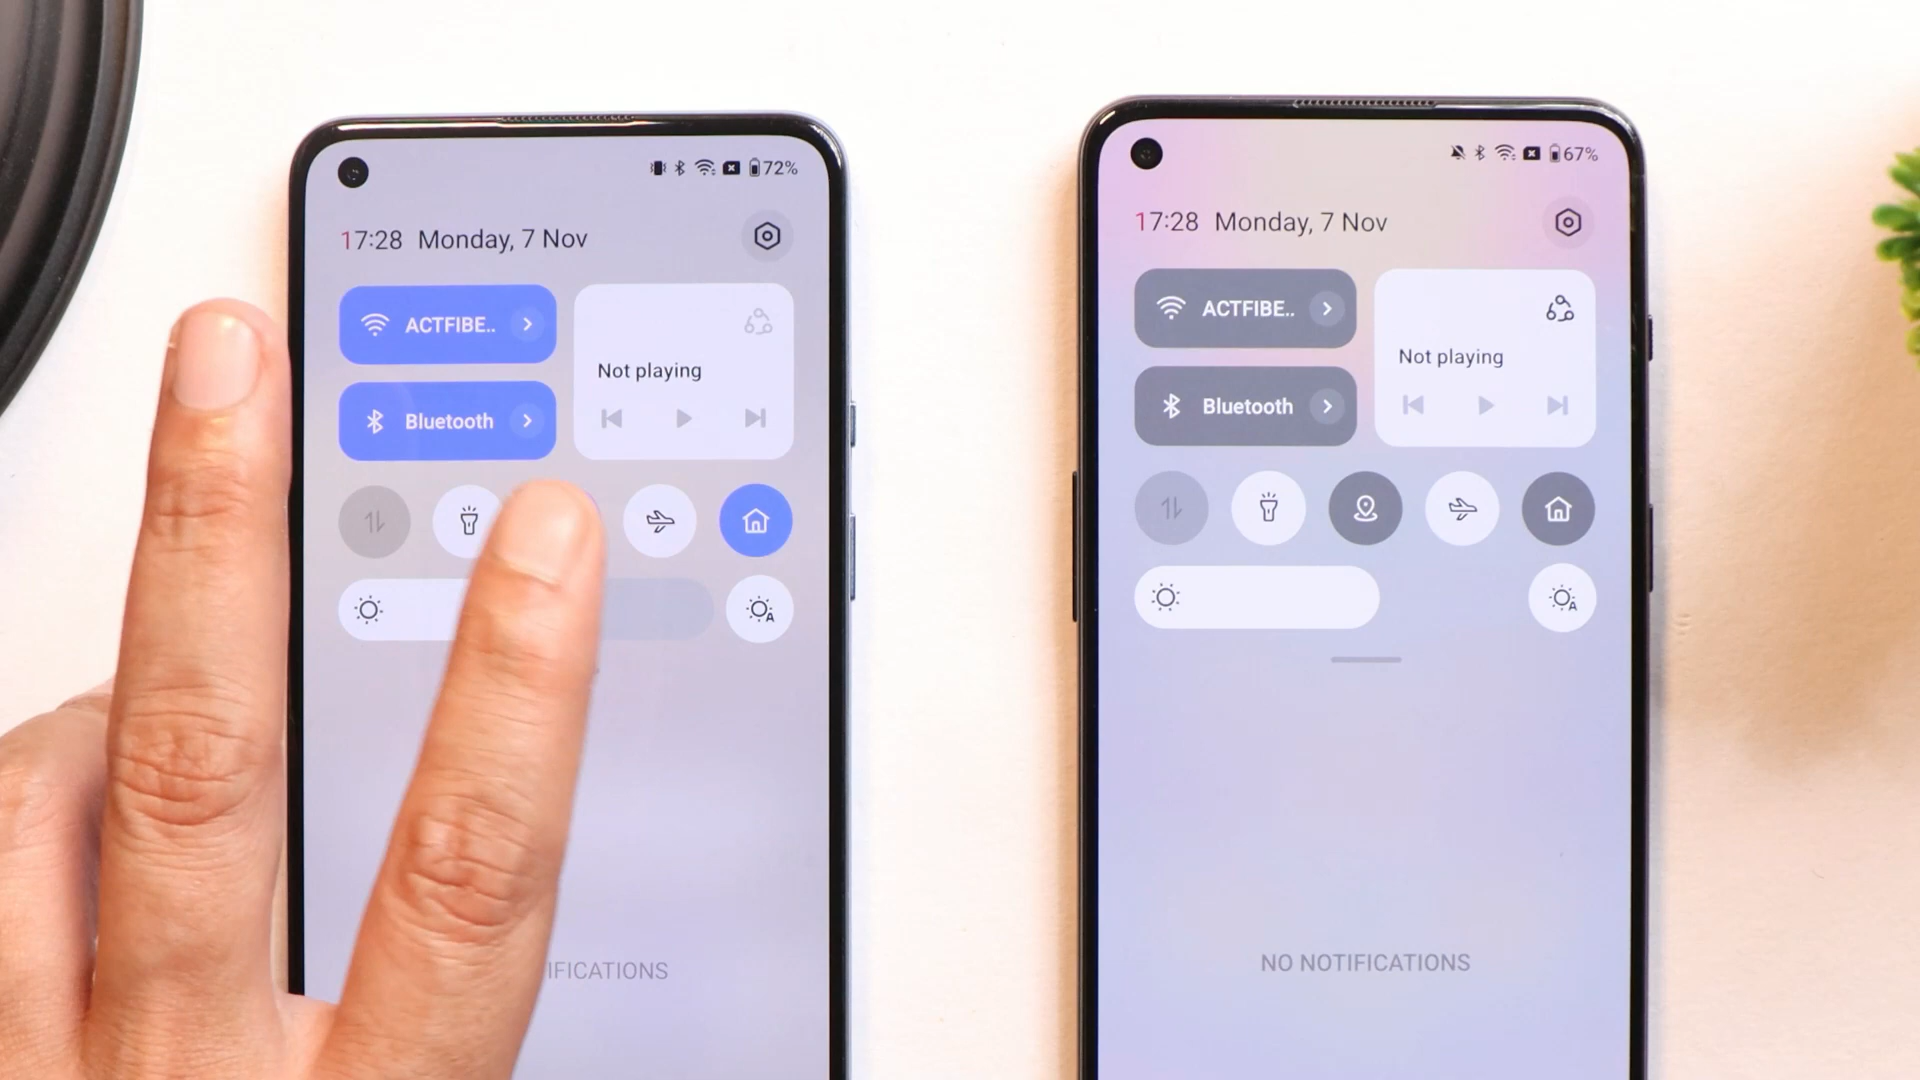 72%
17:28 Monday, 7 Nov
ACTFIBE..
Not playing
Bluetooth
A
IFICATIONS
67%
17:28 Monday, 7 Nov
ACTFIBE..
Not playing
Bluetooth
A
NO NOTIFICATIONS